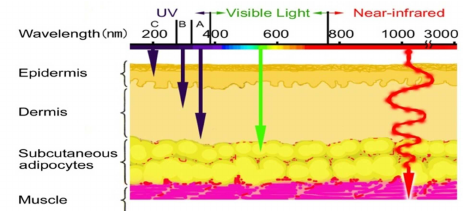 UV Visible Light Near-infrared
C B A
Wavelength(nm) 200 400 600 800 1000 3000
Epidermis
Dermis
Subcutaneous
adipocytes
Muscle